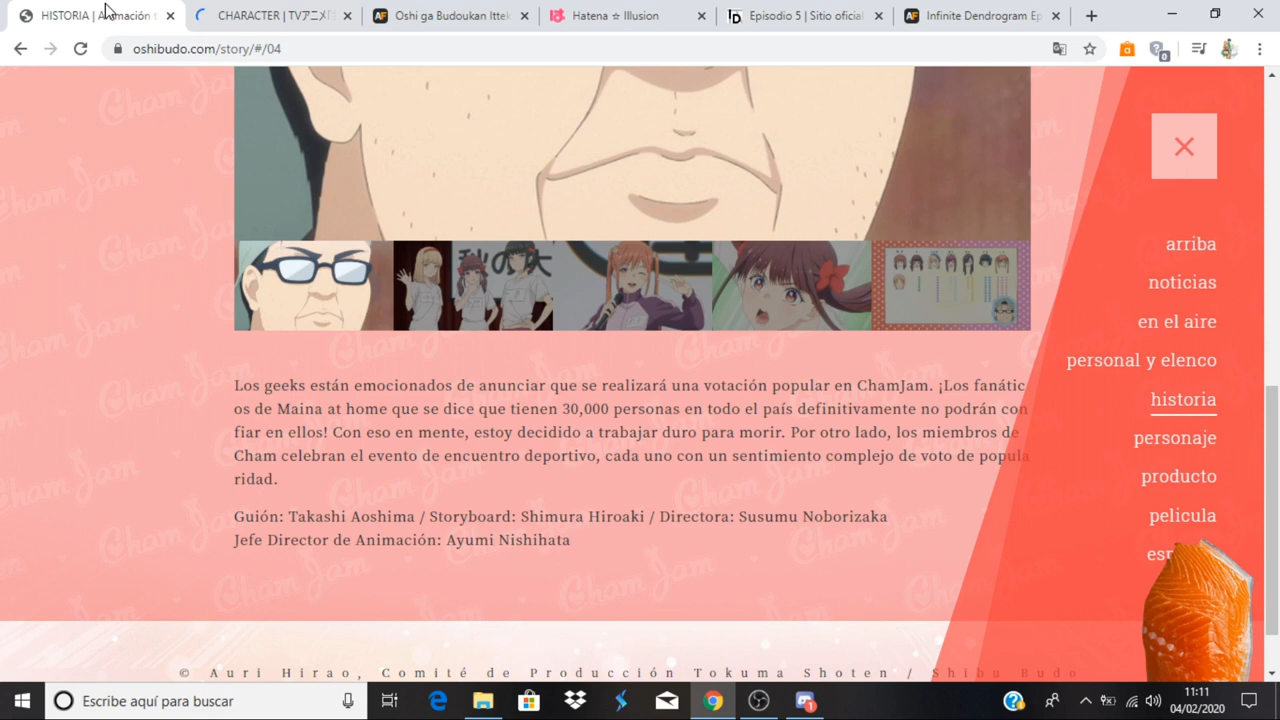 HISTORIA | Animación t
CHARACTER | TVアニメ「
Oshi ga Budoukan Ittek
Hatena ☆ Illusion
Episodio 5 | Sitio oficial
Infinite Dendrogram Ep
oshibudo.com/story/#/04
0
Cham Jam
arriba
noticias
en el aire
personal y elenco
historia
personaje
producto
pelicula
Los geeks están emocionados de anunciar que se realizará una votación popular en ChamJam. ¡Los fanátic
os de Maina at home que se dice que tienen 30,000 personas en todo el país definitivamente no podrán con
fiar en ellos! Con eso en mente, estoy decidido a trabajar duro para morir. Por otro lado, los miembros de
Cham celebran el evento de encuentro deportivo, cada uno con un sentimiento complejo de voto de popula
ridad.
Guión: Takashi Aoshima / Storyboard: Shimura Hiroaki / Directora: Susumu Noborizaka
Jefe Director de Animación: Ayumi Nishihata
© Auri Hirao, Comité de Producción Tokuma Shoten / Shibu Budo
Escribe aquí para buscar
11:11
04/02/2020